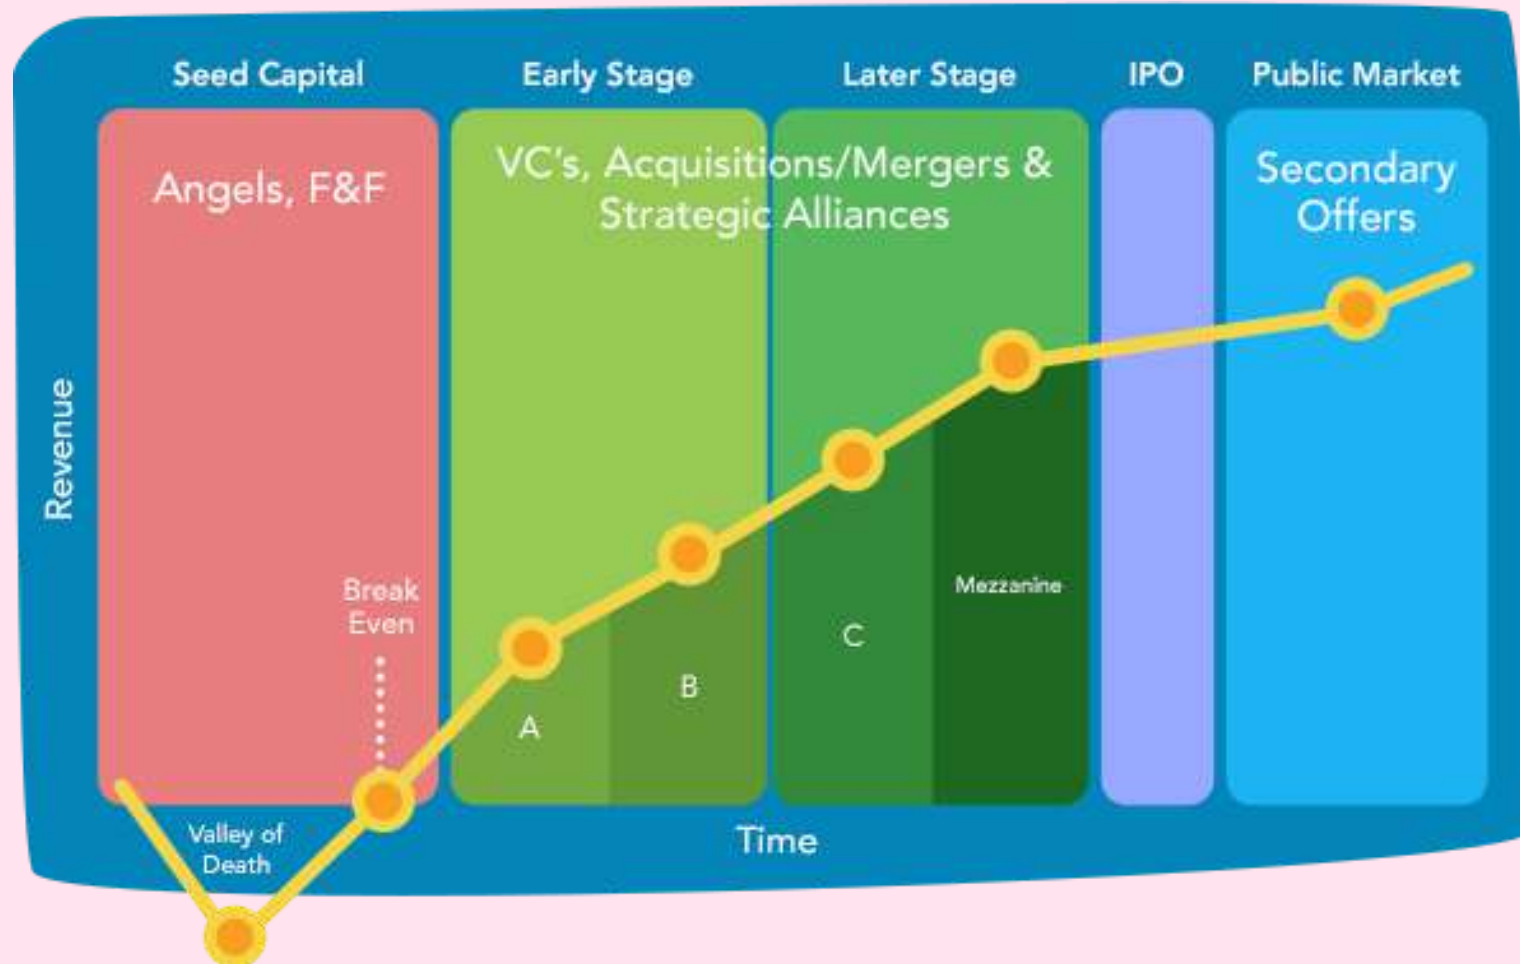 Seed Capital
Early Stage
Later Stage
IPO
Public Market
Angels, F&F
VC's, Acquisitions/Mergers &
Strategic Alliances
Secondary
Offers
Revenue
Break
Even
Mezzanine
C
B
A
Valley of
Death
Time